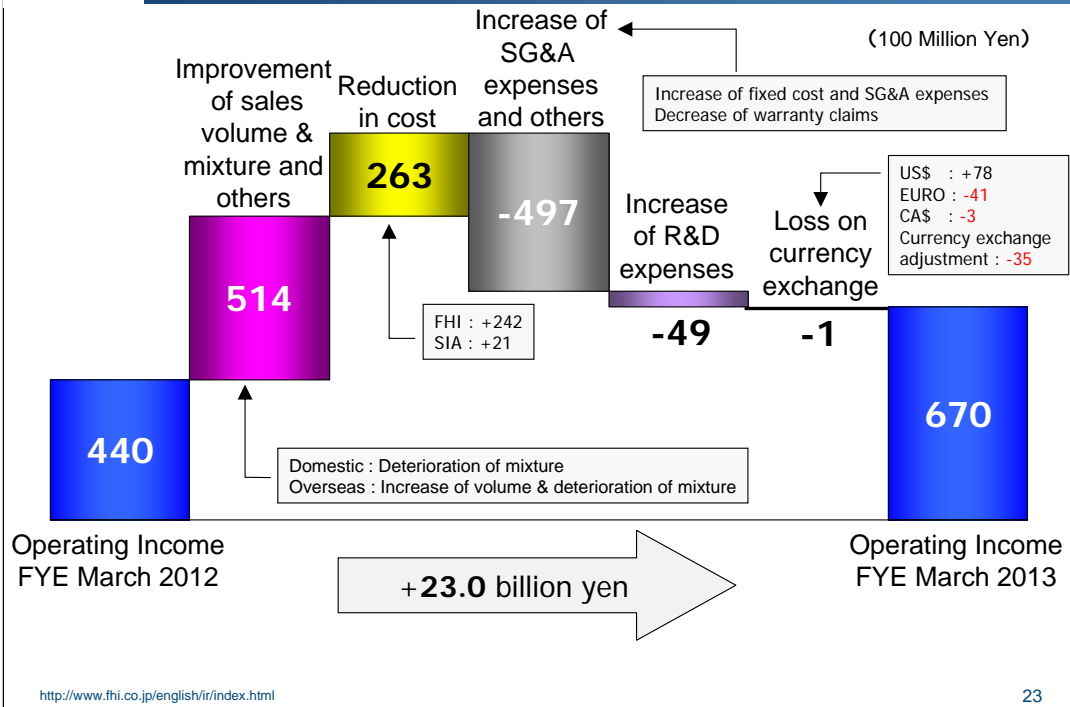 (100 Million Yen)
Increase of
SG&A
expenses
and others
Increase of fixed cost and SG&A expenses
Decrease of warranty claims
Improvement
of sales
volume &
mixture and
others
Reduction
in cost
263
-497
514
FHI : +242
SIA : +21
Increase
of R&D
expenses
-49
Loss on
currency
exchange
-1
US$ : +78
EURO : -41
CA$ : -3
Currency exchange
adjustment : -35
440
670
Domestic : Deterioration of mixture
Overseas : Increase of volume & deterioration of mixture
Operating Income
FYE March 2012
+23.0 billion yen
Operating Income
FYE March 2013
http://www.fhi.co.jp/english/ir/index.html
23